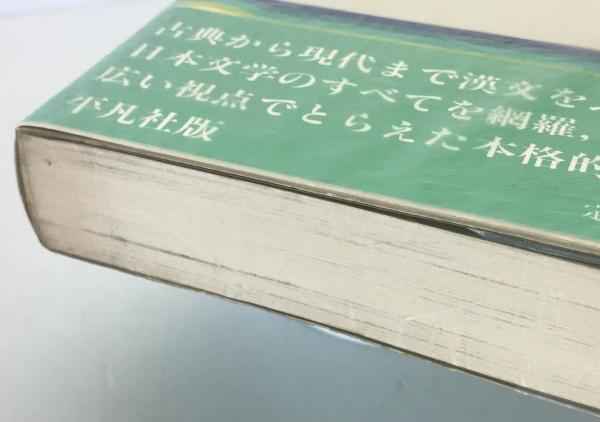 古典から現代まで漢文を
日本文学のすべてを網羅,
広い視点でとらえた本格的
平凡社版
定